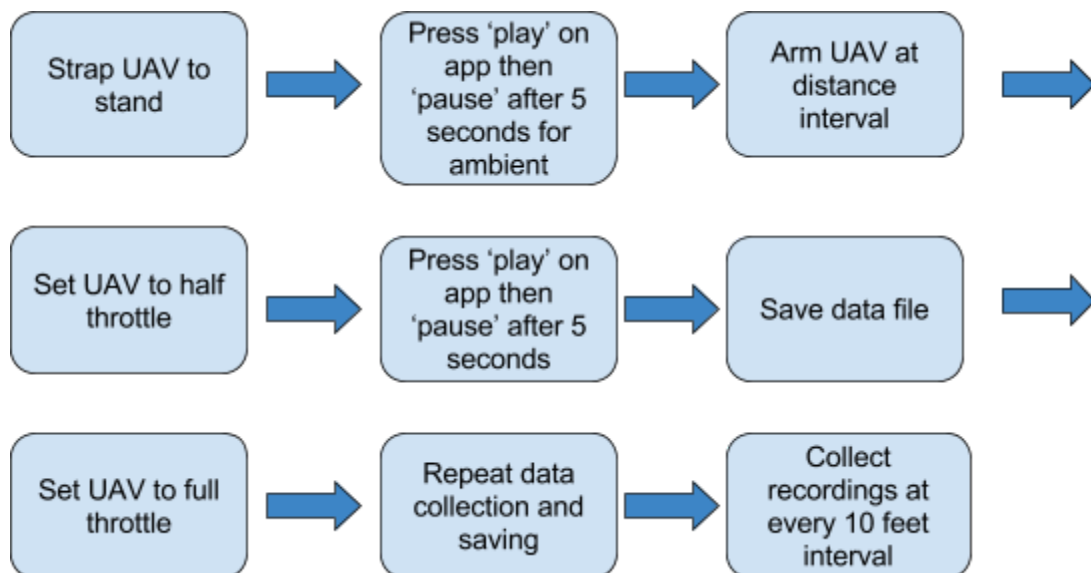 Strap UAV to
stand
Press ‘play’ on
app then
‘pause’ after 5
seconds for
ambient
Arm UAV at
distance
interval
Set UAV to half
throttle
Press ‘play’ on
app then
‘pause’ after 5
seconds
Save data file
Set UAV to full
throttle
Repeat data
collection and
saving
Collect
recordings at
every 10 feet
interval